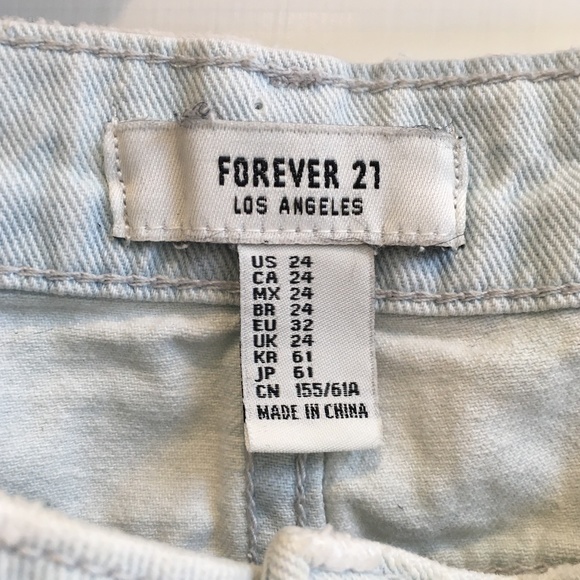 FOREVER 21
LOS ANGELES
US 24
CA 24
MX 24
BR 24
EU 32
UK 24
KR 61
JP 61
CN 155/61A
MADE IN CHINA